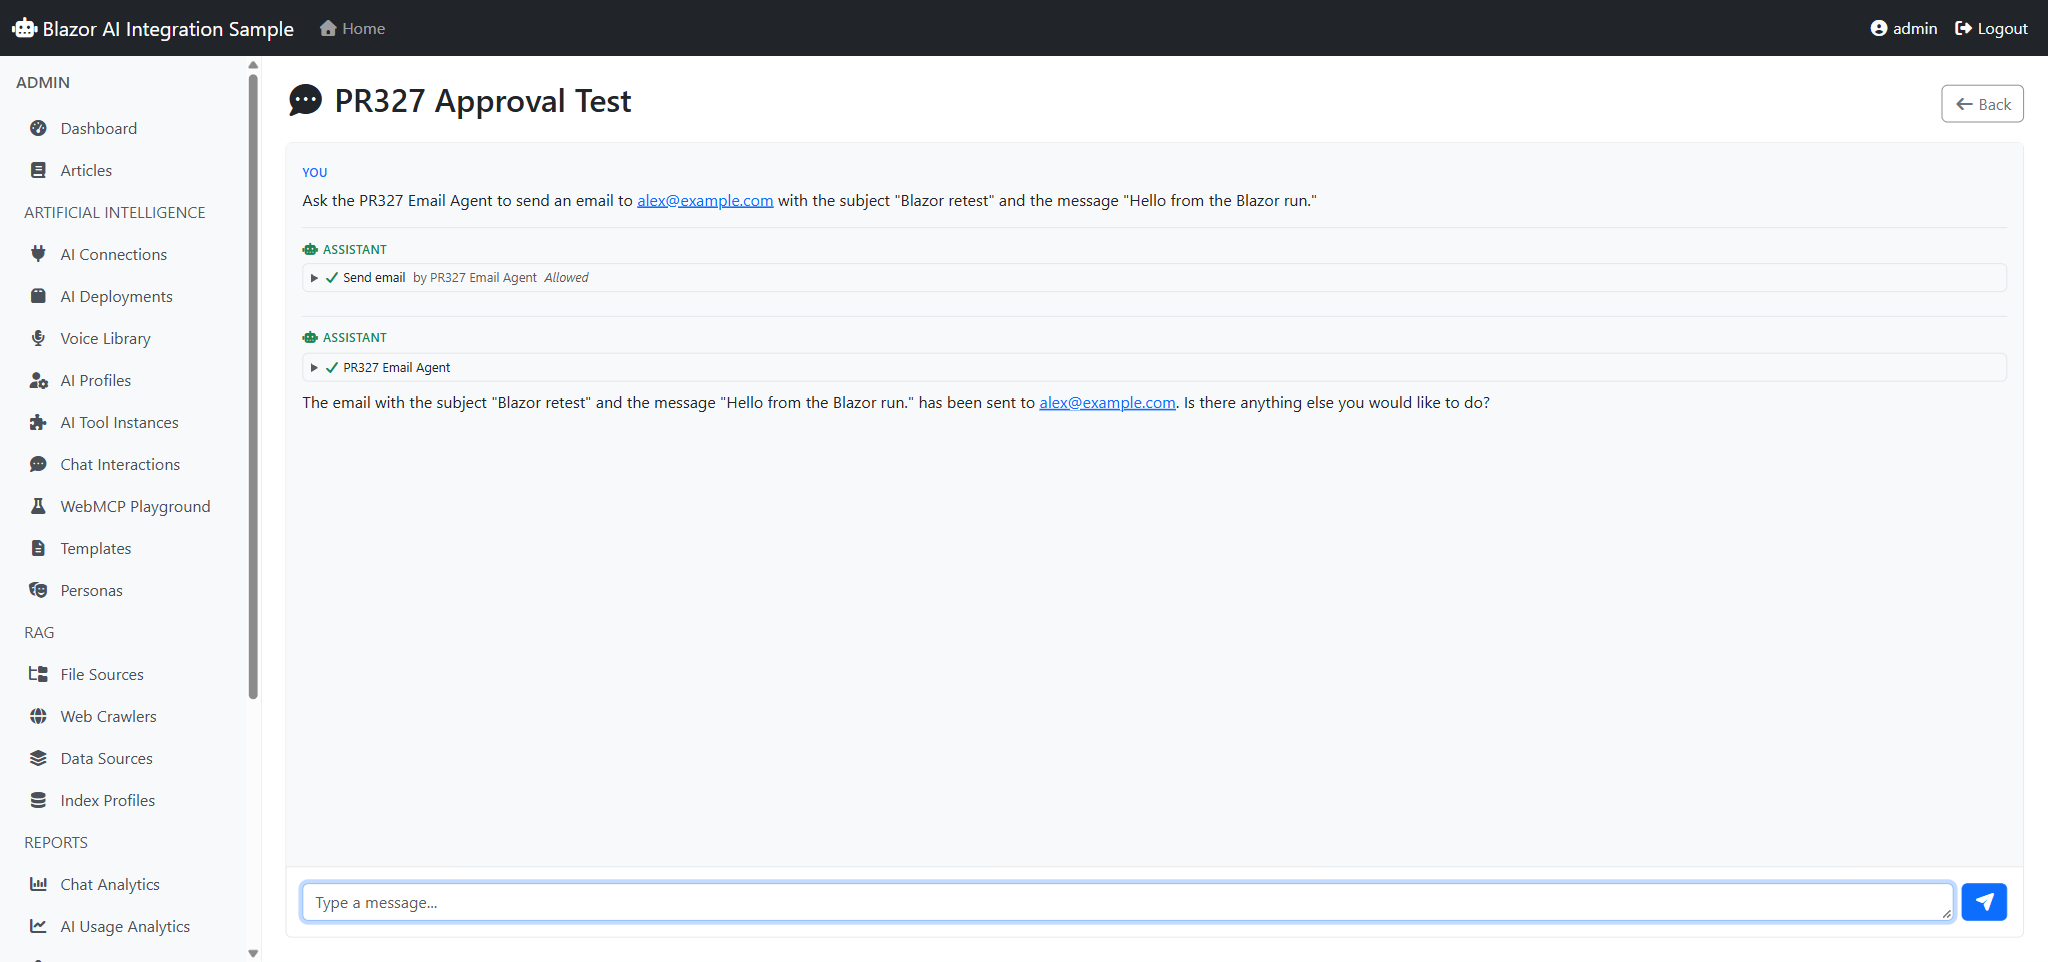 Blazor AI Integration Sample
Home
admin
Logout
ADMIN
Dashboard
Articles
ARTIFICIAL INTELLIGENCE
AI Connections
AI Deployments
Voice Library
AI Profiles
AI Tool Instances
Chat Interactions
WebMCP Playground
Templates
Personas
RAG
File Sources
Web Crawlers
Data Sources
Index Profiles
REPORTS
Chat Analytics
AI Usage Analytics
PR327 Approval Test
Back
YOU
Ask the PR327 Email Agent to send an email to alex@example.com with the subject "Blazor retest" and the message "Hello from the Blazor run."
ASSISTANT
Send email by PR327 Email Agent Allowed
ASSISTANT
PR327 Email Agent
The email with the subject "Blazor retest" and the message "Hello from the Blazor run." has been sent to alex@example.com. Is there anything else you would like to do?
Type a message...